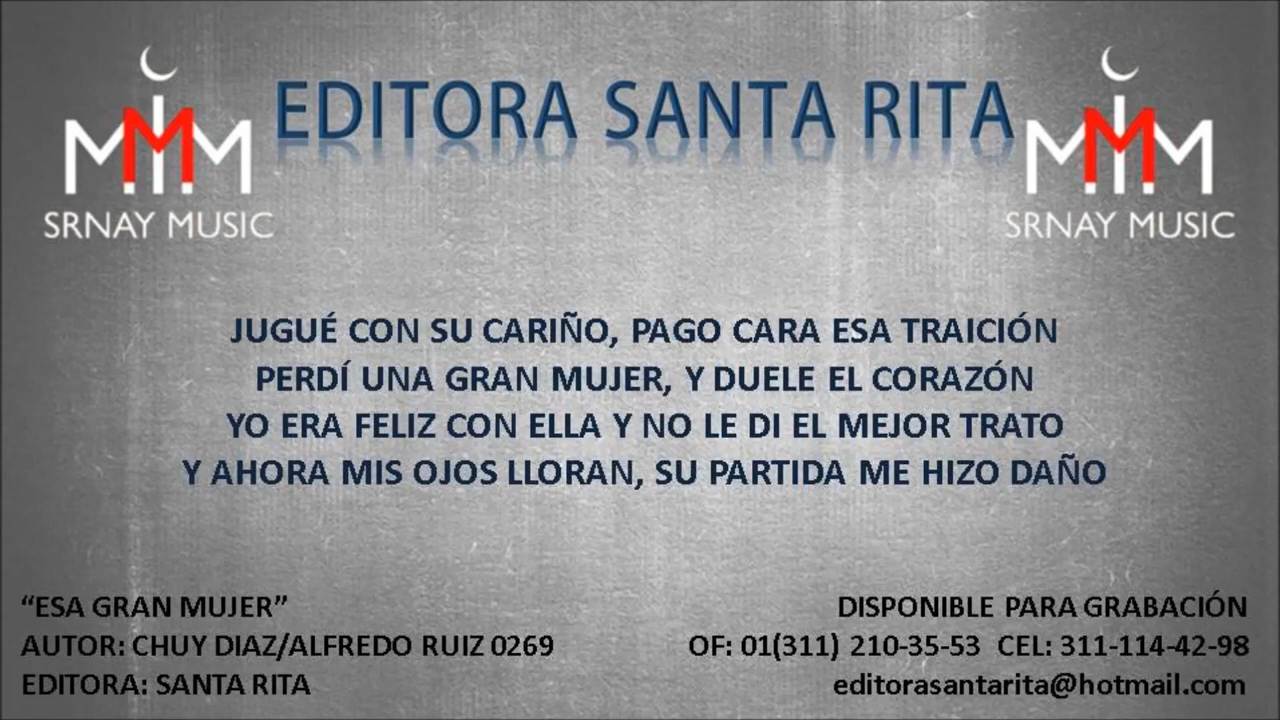 EDITORA SANTA RITA
SRNAY MUSIC
SRNAY MUSIC
JUGUÉ CON SU CARIÑO, PAGO CARA ESA TRAICIÓN
PERDÍ UNA GRAN MUJER, Y DUELE EL CORAZÓN
YO ERA FELIZ CON ELLA Y NO LE DI EL MEJOR TRATO
Y AHORA MIS OJOS LLORAN, SU PARTIDA ME HIZO DAÑO
“ESA GRAN MUJER”
AUTOR: CHUY DIAZ/ALFREDO RUIZ 0269
EDITORA: SANTA RITA
DISPONIBLE PARA GRABACIÓN
OF: 01(311) 210-35-53 CEL: 311-114-42-98
editorasantarita@hotmail.com